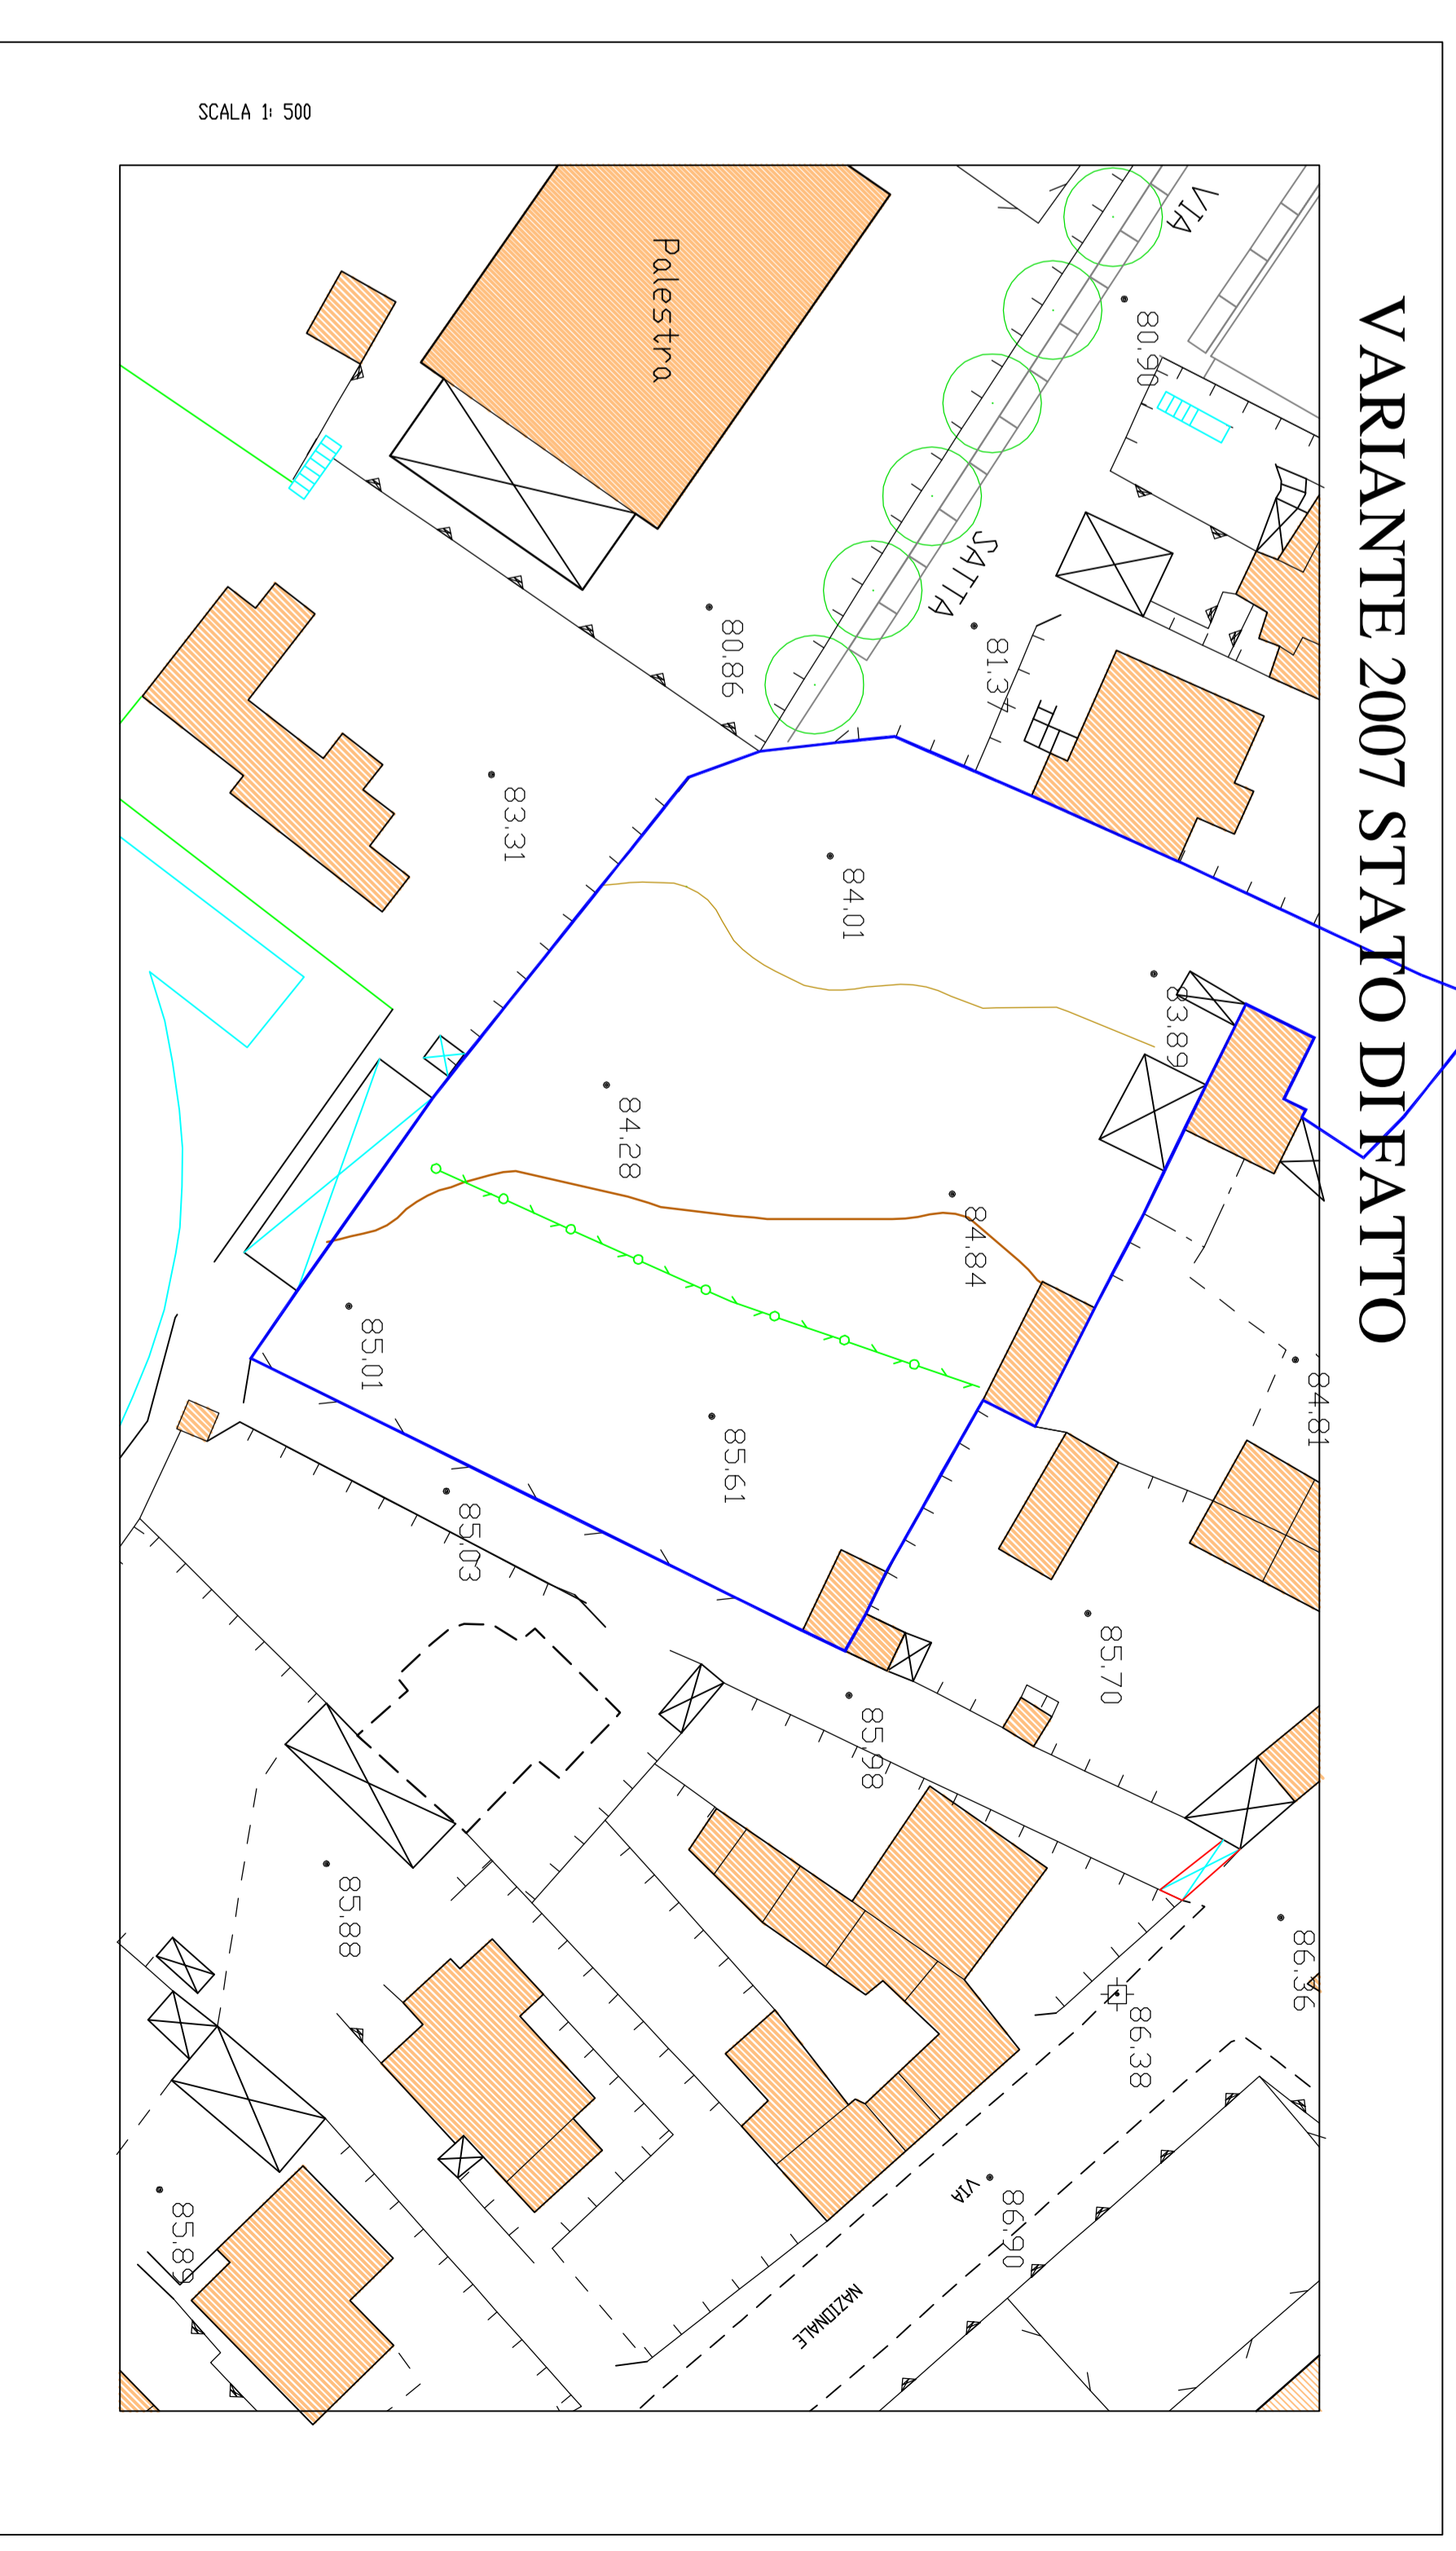 VARIANTE 2007 STATO DI FATTO
SCALA 1: 500
VIA
SATTA
80.90
81.37
Palestra
80.86
83.31
84.01
83.89
84.28
84.84
84.81
85.01
85.61
85.03
85.70
85.98
85.88
86.36
86.38
VIA
NAZIONALE
86.90
85.89